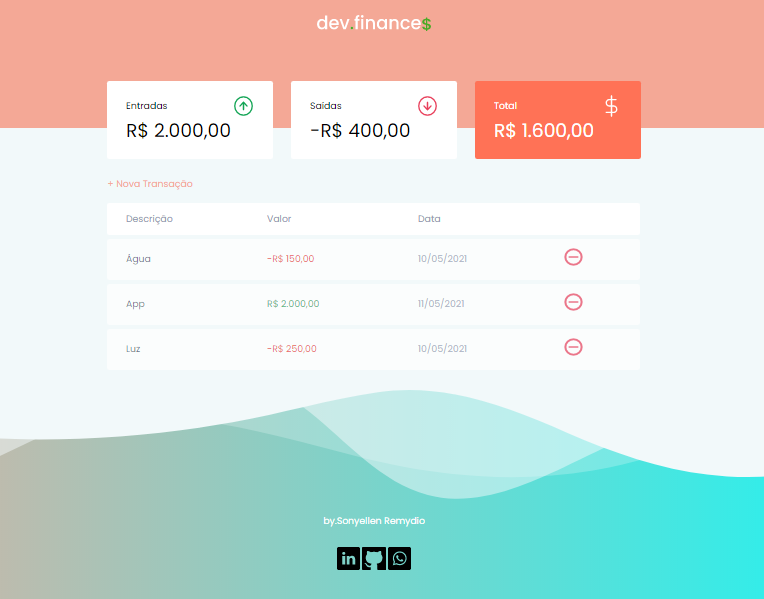 dev.finance$
Entradas
R$ 2.000,00
Saídas
-R$ 400,00
Total
R$ 1.600,00
+ Nova Transação
Descrição Valor Data
Água -R$ 150,00 10/05/2021
App R$ 2.000,00 11/05/2021
Luz -R$ 250,00 10/05/2021
by.Sonyellen Remydio